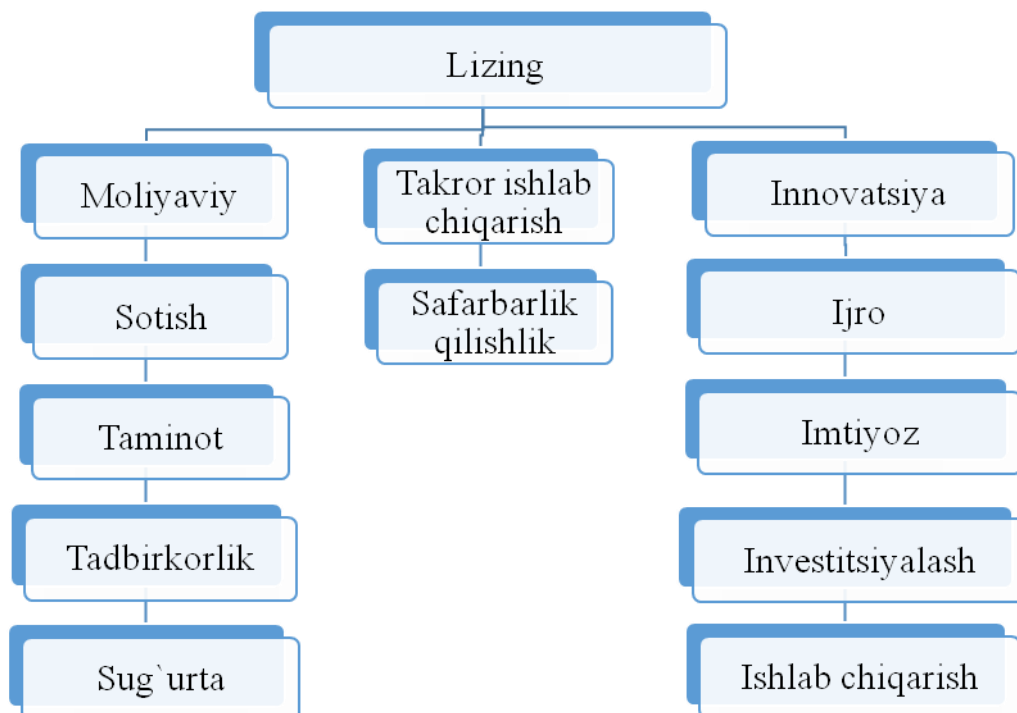 Lizing
Moliyaviy
Sotish
Taminot
Tadbirkorlik
Sug`urta
Takror ishlab
chiqarish
Safarbarlik
qilishlik
Innovatsiya
Ijro
Imtiyoz
Investitsiyalash
Ishlab chiqarish